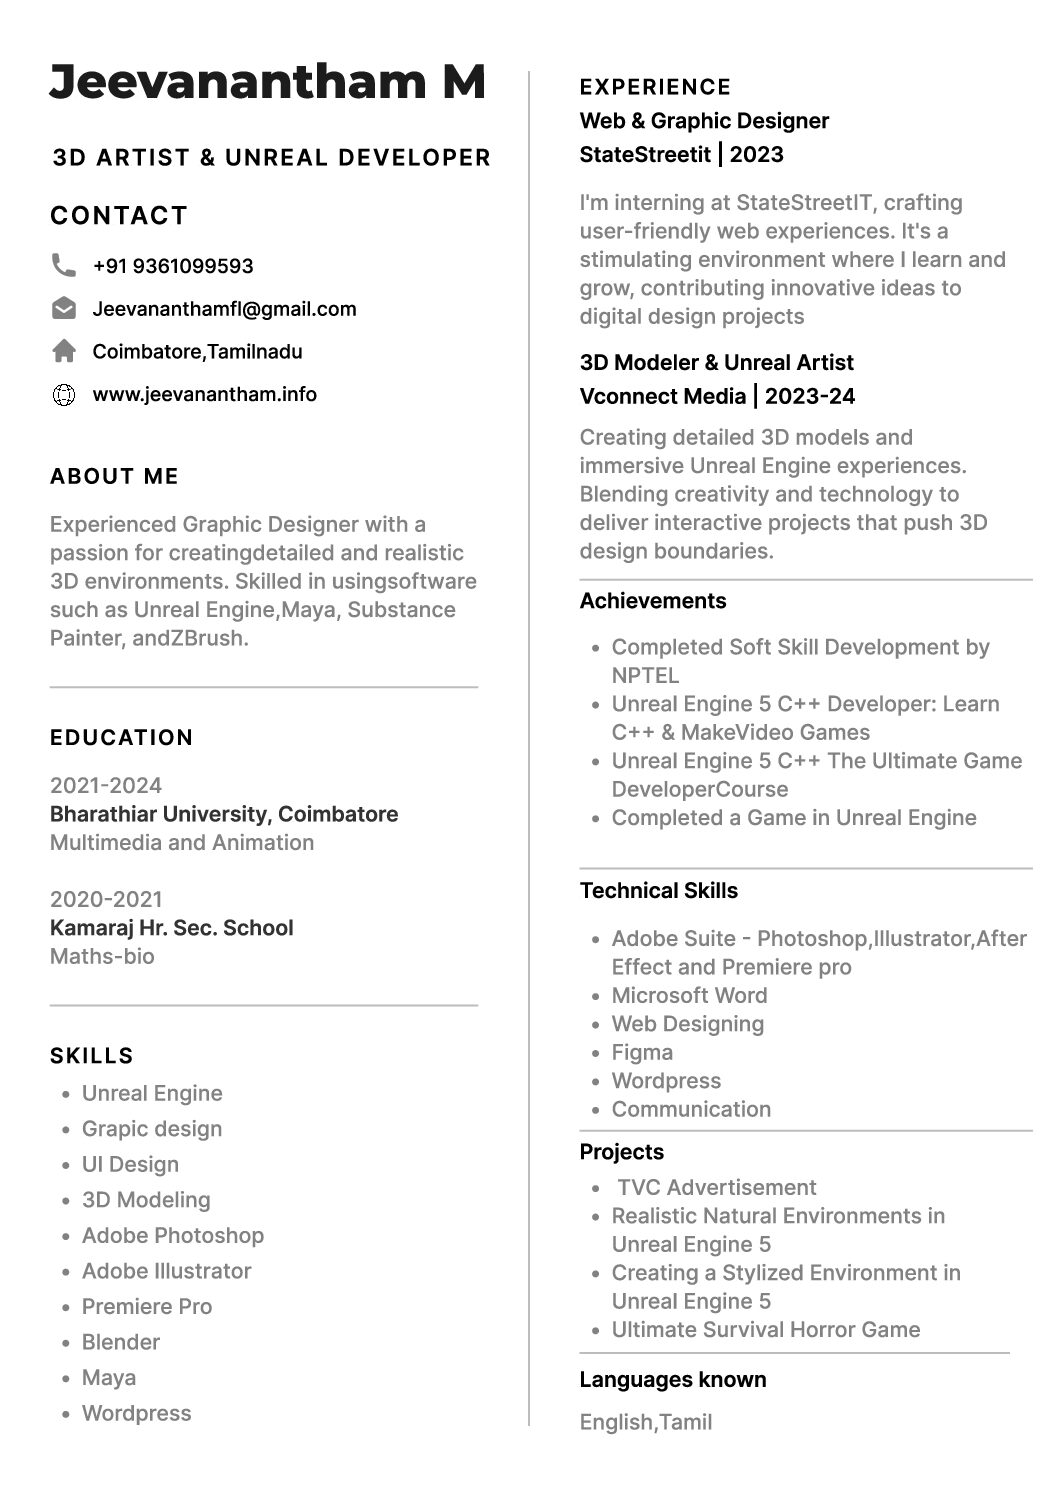 Jeevanantham M
3D ARTIST & UNREAL DEVELOPER
CONTACT
+91 9361099593
Jeevananthamfl@gmail.com
Coimbatore,Tamilnadu
www.jeevanantham.info
ABOUT ME
Experienced Graphic Designer with a
passion for creatingdetailed and realistic
3D environments. Skilled in usingsoftware
such as Unreal Engine,Maya, Substance
Painter, andZBrush.
EDUCATION
2021-2024
Bharathiar University, Coimbatore
Multimedia and Animation
2020-2021
Kamaraj Hr. Sec. School
Maths-bio
SKILLS
• Unreal Engine
• Grapic design
• UI Design
• 3D Modeling
• Adobe Photoshop
• Adobe Illustrator
• Premiere Pro
• Blender
• Maya
• Wordpress
EXPERIENCE
Web & Graphic Designer
StateStreetit | 2023
I'm interning at StateStreetIT, crafting
user-friendly web experiences. It's a
stimulating environment where I learn and
grow, contributing innovative ideas to
digital design projects
3D Modeler & Unreal Artist
Vconnect Media | 2023-24
Creating detailed 3D models and
immersive Unreal Engine experiences.
Blending creativity and technology to
deliver interactive projects that push 3D
design boundaries.
Achievements
• Completed Soft Skill Development by
NPTEL
• Unreal Engine 5 C++ Developer: Learn
C++ & MakeVideo Games
• Unreal Engine 5 C++ The Ultimate Game
DeveloperCourse
• Completed a Game in Unreal Engine
Technical Skills
• Adobe Suite - Photoshop,Illustrator,After
Effect and Premiere pro
• Microsoft Word
• Web Designing
• Figma
• Wordpress
• Communication
Projects
• TVC Advertisement
• Realistic Natural Environments in
Unreal Engine 5
• Creating a Stylized Environment in
Unreal Engine 5
• Ultimate Survival Horror Game
Languages known
English,Tamil